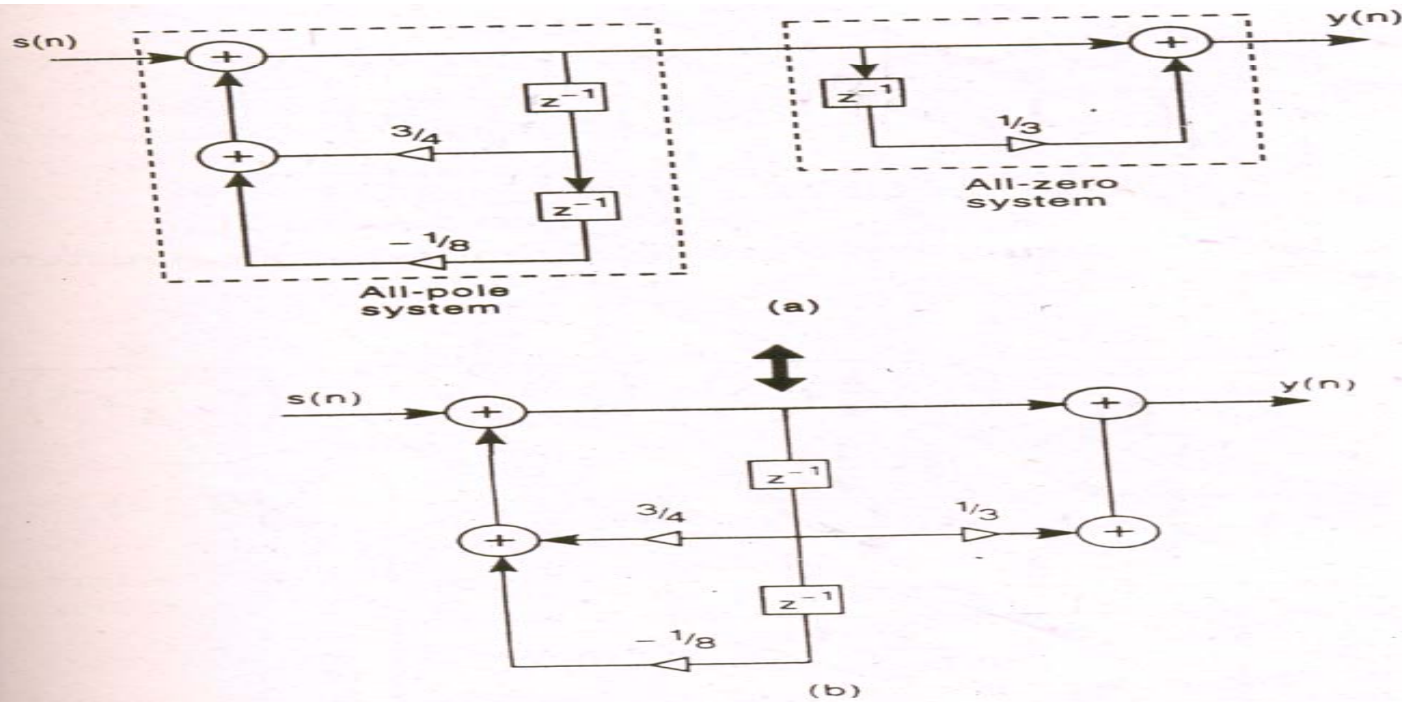 s(n)
+
y(n)
+
z⁻¹
z⁻¹
3/4
1/3
+
All-zero
system
z⁻¹
- 1/8
All-pole
system
(a)
s(n)
+
y(n)
+
z⁻¹
3/4
1/3
+
+
z⁻¹
- 1/8
(b)